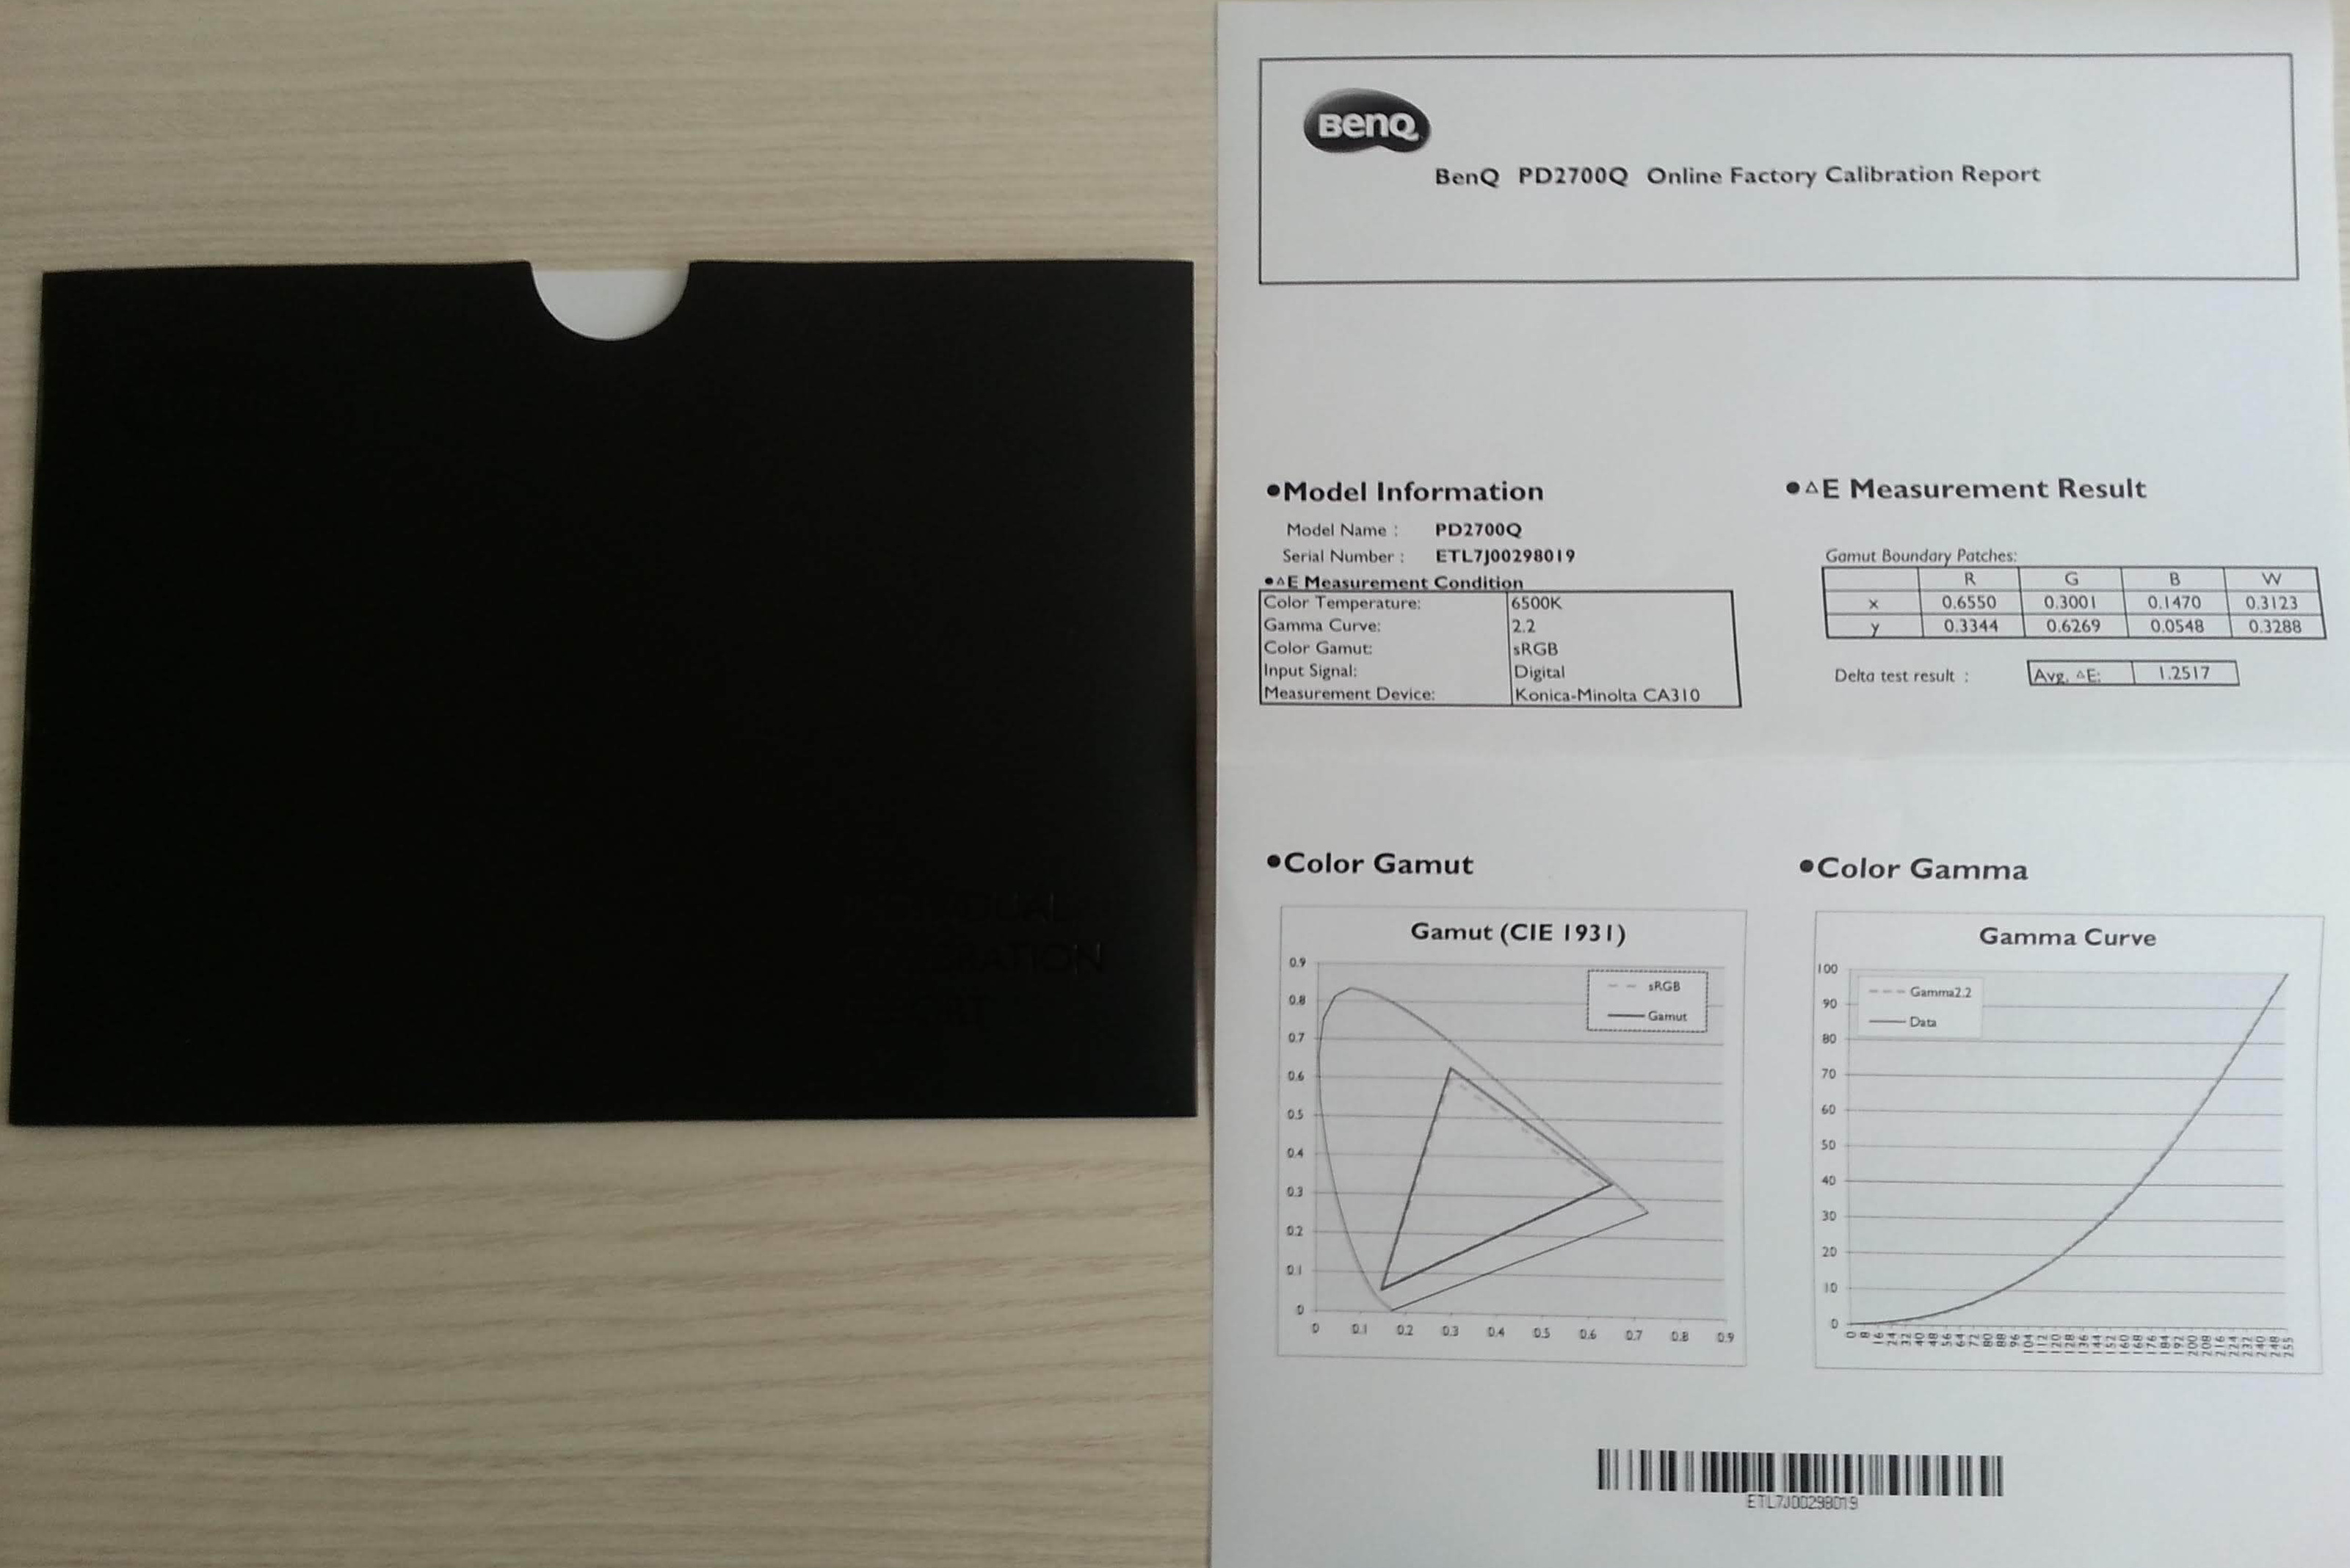 BenQ
BenQ PD2700Q Online Factory Calibration Report
●Model Information
Model Name : PD2700Q
Serial Number : ETL7J00298019
●△E Measurement Condition
Color Temperature: 6500K
Gamma Curve: 2.2
Color Gamut: sRGB
Input Signal: Digital
Measurement Device: Konica-Minolta CA310
●△E Measurement Result
Gamut Boundary Patches:
R G B W
x 0.6550 0.3001 0.1470 0.3123
y 0.3344 0.6269 0.0548 0.3288
Delta test result : Avg. △E: 1.2517
●Color Gamut
Gamut (CIE 1931)
sRGB
Gamut
0.9
0.8
0.7
0.6
0.5
0.4
0.3
0.2
0.1
0
0 0.1 0.2 0.3 0.4 0.5 0.6 0.7 0.8 0.9
●Color Gamma
Gamma Curve
Gamma2.2
Data
100
90
80
70
60
50
40
30
20
10
0
0 8 16 24 32 40 48 56 64 72 80 88 96 104 112 120 128 136 144 152 160 168 176 184 192 200 208 216 224 232 240 248 255
ETL7J00298019